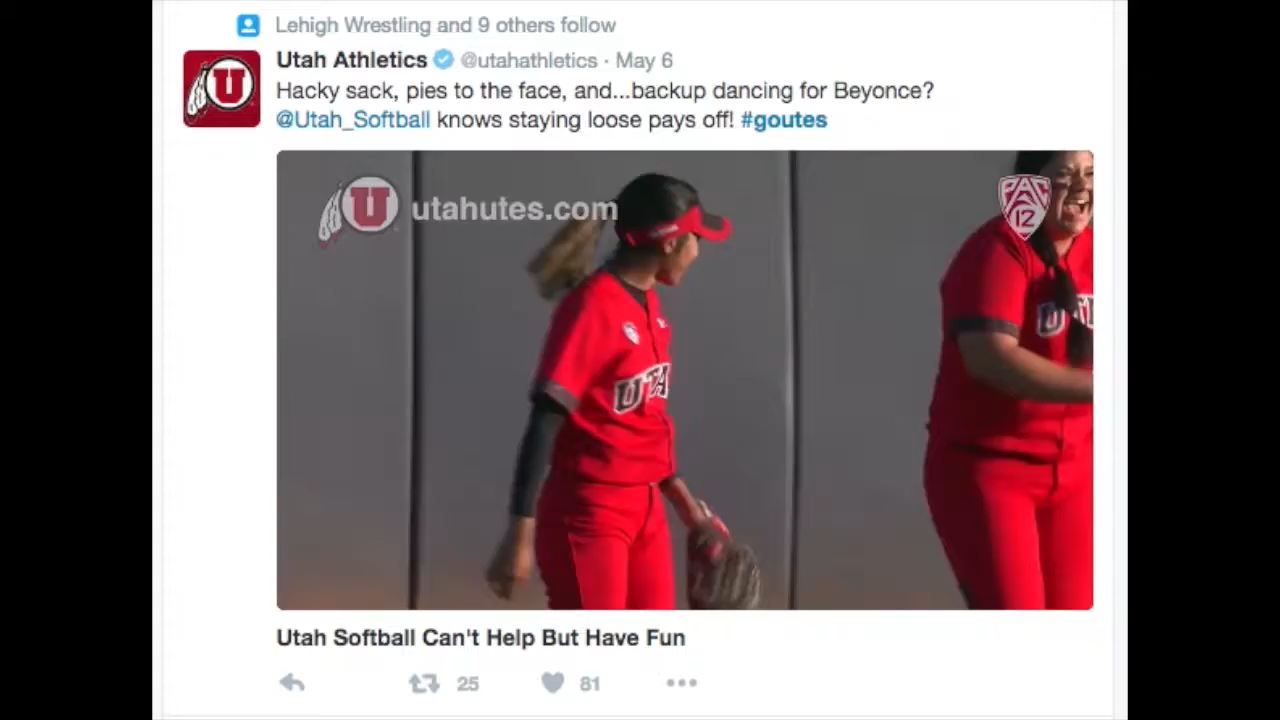 Lehigh Wrestling and 9 others follow
Utah Athletics @utahathletics · May 6
Hacky sack, pies to the face, and...backup dancing for Beyonce?
@Utah_Softball knows staying loose pays off! #goutes
U
U utahutes.com
PAC
12
UTA
U
Utah Softball Can't Help But Have Fun
25 81